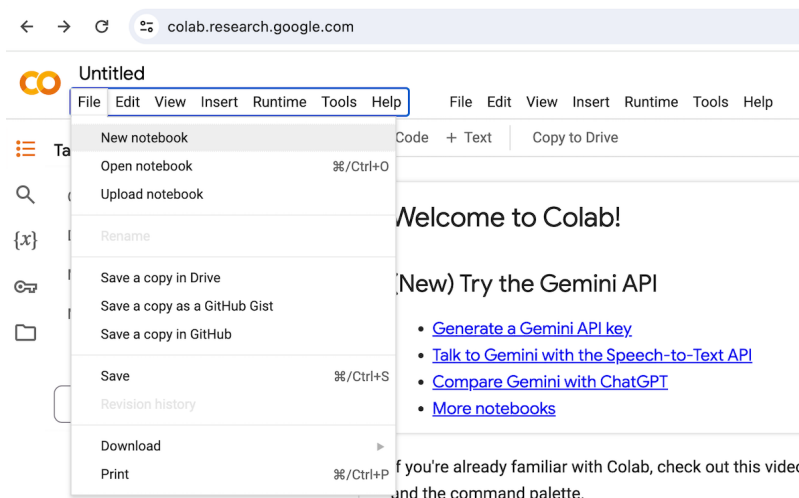 colab.research.google.com
Untitled
File Edit View Insert Runtime Tools Help File Edit View Insert Runtime Tools Help
New notebook
Code + Text Copy to Drive
Ta
Open notebook ⌘/Ctrl+O
Upload notebook
Welcome to Colab!
{x}
Rename
Save a copy in Drive
(New) Try the Gemini API
Save a copy as a GitHub Gist
Save a copy in GitHub
Generate a Gemini API key
Talk to Gemini with the Speech-to-Text API
Save ⌘/Ctrl+S
Compare Gemini with ChatGPT
Revision history
More notebooks
Download
Print ⌘/Ctrl+P
f you're already familiar with Colab, check out this video
and the command palette.